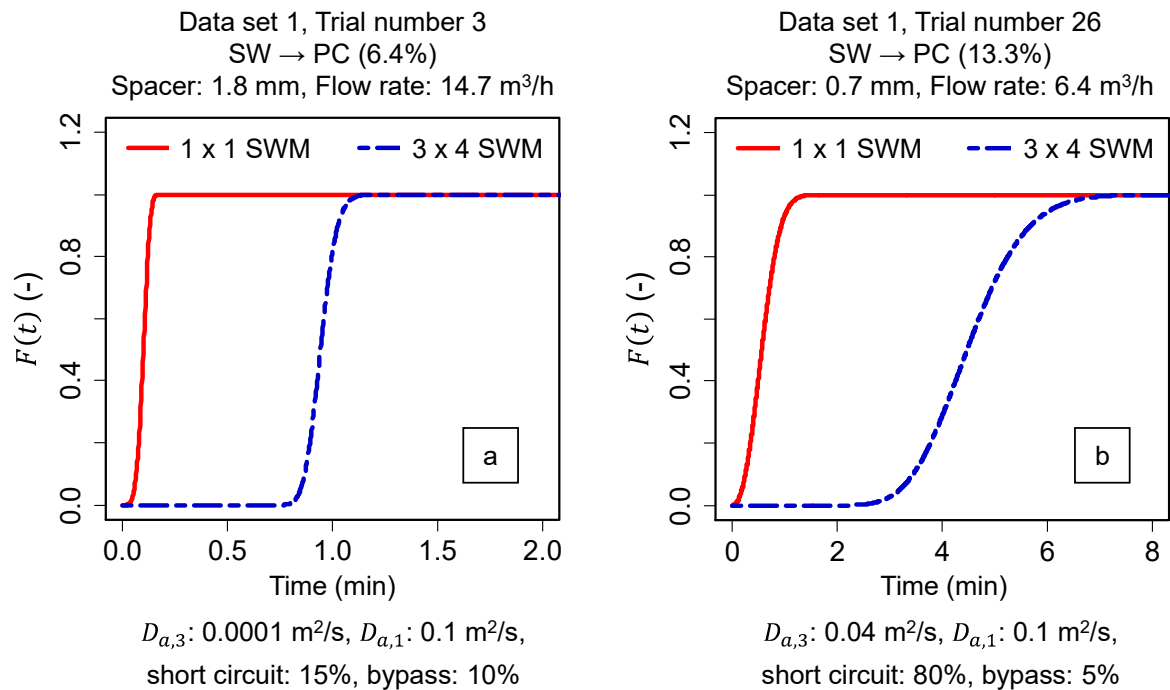 Data set 1, Trial number 3
SW → PC (6.4%)
Spacer: 1.8 mm, Flow rate: 14.7 m³/h
1.2
1 x 1 SWM
3 x 4 SWM
0.8
F(t) (-)
0.4
a
0.0
0.0 0.5 1.0 1.5 2.0
Time (min)
Dₐ,₃: 0.0001 m²/s, Dₐ,₁: 0.1 m²/s,
short circuit: 15%, bypass: 10%
Data set 1, Trial number 26
SW → PC (13.3%)
Spacer: 0.7 mm, Flow rate: 6.4 m³/h
1.2
1 x 1 SWM
3 x 4 SWM
0.8
F(t) (-)
0.4
b
0.0
0 2 4 6 8
Time (min)
Dₐ,₃: 0.04 m²/s, Dₐ,₁: 0.1 m²/s,
short circuit: 80%, bypass: 5%